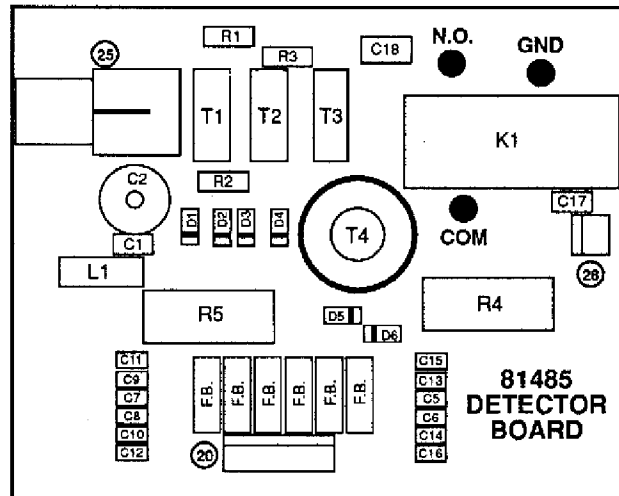 R1
25
R3
C18
N.O.
GND
T1
T2
T3
K1
C2
R2
C17
D1
D2
D3
D4
T4
COM
C1
28
L1
R5
R4
D5
D6
C11
C9
C7
C8
C10
C12
F.B.
F.B.
F.B.
F.B.
F.B.
F.B.
20
C15
C13
C5
C6
C14
C16
81485
DETECTOR
BOARD